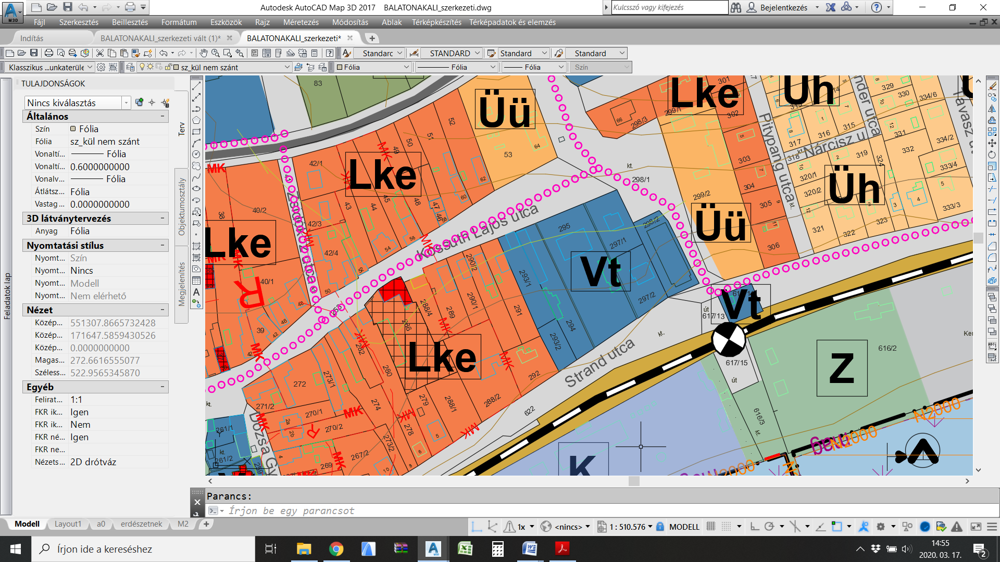 Autodesk AutoCAD Map 3D 2017 BALATONAKALI_szerkezeti.dwg
Kulcsszó vagy kifejezés
Bejelentkezés
M3D
Fájl Szerkesztés Beillesztés Formátum Eszközök Rajz Méretezés Módosítás Ablak Térképkészítés Térképadatok és elemzés
Indítás
BALATONAKALI_szerkezeti vált (1)*
BALATONAKALI_szerkezeti*
Standarc
STANDARD
Standard
Standard
Klasszikus ...unkaterüle
sz_kül nem szánt
Fólia
Fólia
Fólia
Szín
TULAJDONSÁGOK
Nincs kiválasztás
Általános
Szín Fólia
Fólia sz_kül nem szánt
Vonaltí... Fólia
Vonaltí... 0.6000000000
Vonalv... Fólia
Átlátsz... Fólia
Vastag ... 0.0000000000
3D látványtervezés
Anyag Fólia
Nyomtatási stílus
Nyomt... Szín
Nyomt... Nincs
Nyomt... Modell
Nyomt... Nem elérhető
Nézet
Közép... 551307.8665732428
Közép... 171647.5859430526
Közép... 0.0000000000
Magas... 272.6616555077
Széless... 522.9565345870
Egyéb
Felirat... 1:1
FKR ik... Igen
FKR ik... Nem
FKR né... Igen
FKR ne...
Nézets... 2D drótváz
Terv
Objektumosztály
Megjelenítés
Feladatok lap
83
52
51
50
49
Üü
53
64
66
298/3
299/1
Lke
301
302
Üh
314
329
330
334/6
315
316
317
318
331
332
334/2
Nárcisz u.
Pitypang utca
303
304
305
306
319
324
320/1
320/2
Üh
333/4
333/3
321
322
323
kt.
298/1
299/2
Üü
MK
42/1
Lke
MK
38
40/2
42/3
43
44
45
48
47
46
62
60
Lke
42/4
54
56
52
50
Kossuth Lajos utca
295
297/1
298/2
Vt
293/1
297/2
294
293/2
290/2
290/1
291
289
288/4
286
R
40/1
39
48
46
42
MK
253
282
280
Lke
292
Strand utca
kt.
út
617/13
Vt
617/15
út
616/3
kt.
Z
616/2
272
273/1
271/2
270/1
270/2
274
279
278
288/1
288/2
622
273/2
267/2
269
MK
R
261/1
kt.
261/2
259
Dózsa Gy
K
N2000
N2000
N2000
Parancs:
Írjon be egy parancsot
Modell Layout1 a0 erdészetnek M2
1x
<nincs>
1 : 510.576
MODELL
Írjon ide a kereséshez
14:55
2020. 03. 17.
2